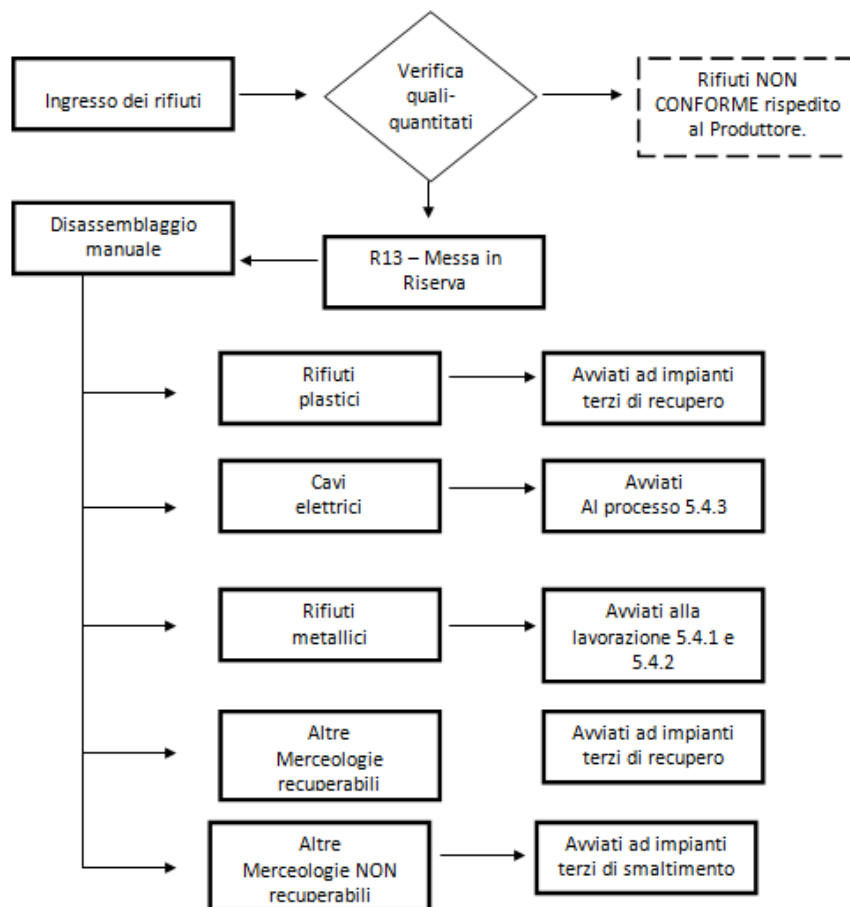 Ingresso dei rifiuti
Verifica
quali-
quantitati
Rifiuti NON
CONFORME rispedito
al Produttore.
Disassemblaggio
manuale
R13 – Messa in
Riserva
Rifiuti
plastici
Avviati ad impianti
terzi di recupero
Cavi
elettrici
Avviati
Al processo 5.4.3
Rifiuti
metallici
Avviati alla
lavorazione 5.4.1 e
5.4.2
Altre
Merceologie
recuperabili
Avviati ad impianti
terzi di recupero
Altre
Merceologie NON
recuperabili
Avviati ad impianti
terzi di smaltimento